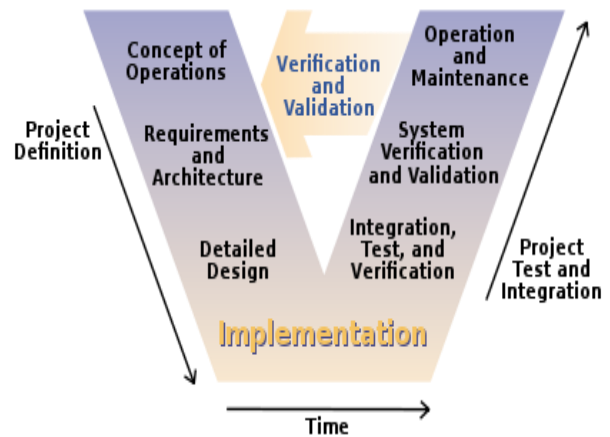 Concept of
Operations
Verification
and
Validation
Operation
and
Maintenance
Project
Definition
Requirements
and
Architecture
System
Verification
and Validation
Detailed
Design
Integration,
Test, and
Verification
Project
Test and
Integration
Implementation
Time